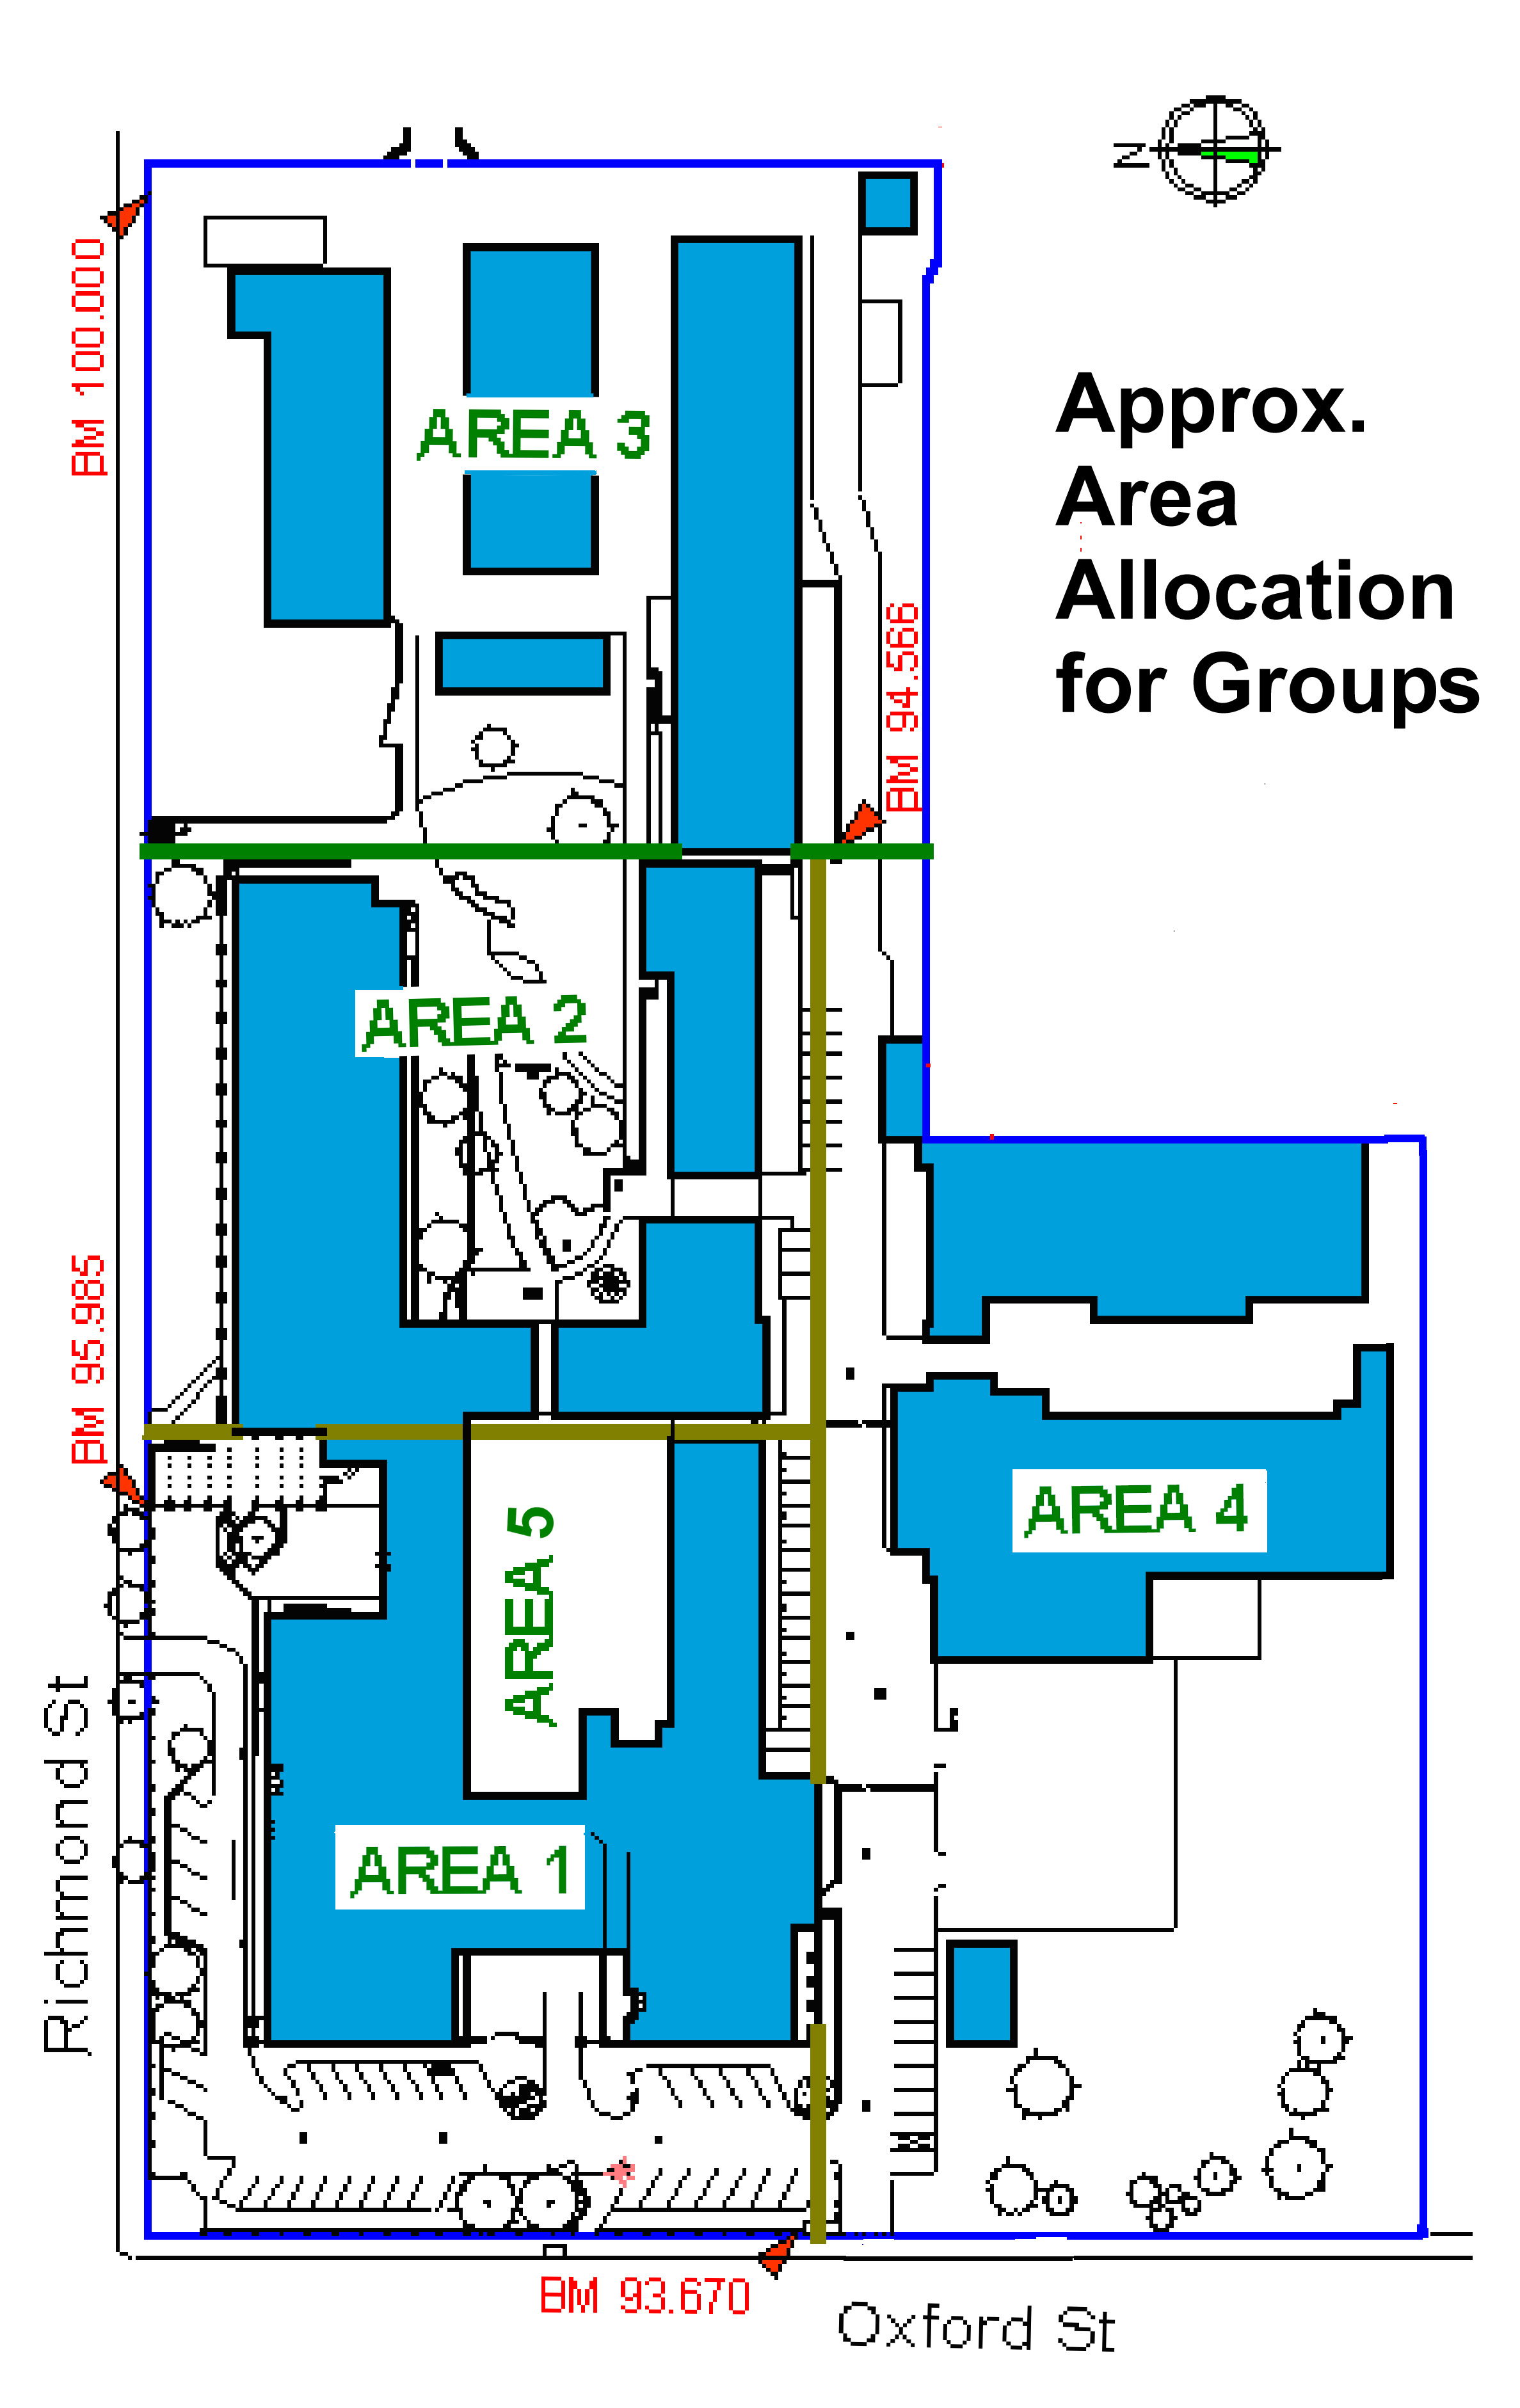 N
BM 100.000
AREA 3
Approx.
Area
Allocation
for Groups
BM 94.566
AREA 2
BM 95.985
AREA 5
AREA 4
Richmond St
AREA 1
BM 93.670
Oxford St